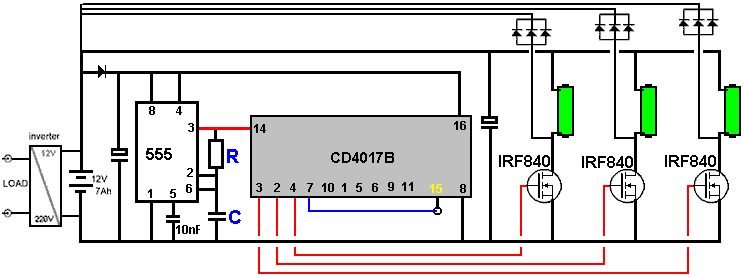 8 4
3 14 16
inverter
12V
555
R
CD4017B
IRF840 IRF840 IRF840
LOAD
12V
7Ah
2
6
1 5
3 2 4 7 10 1 5 6 9 11 15 8
220V
C
10nF